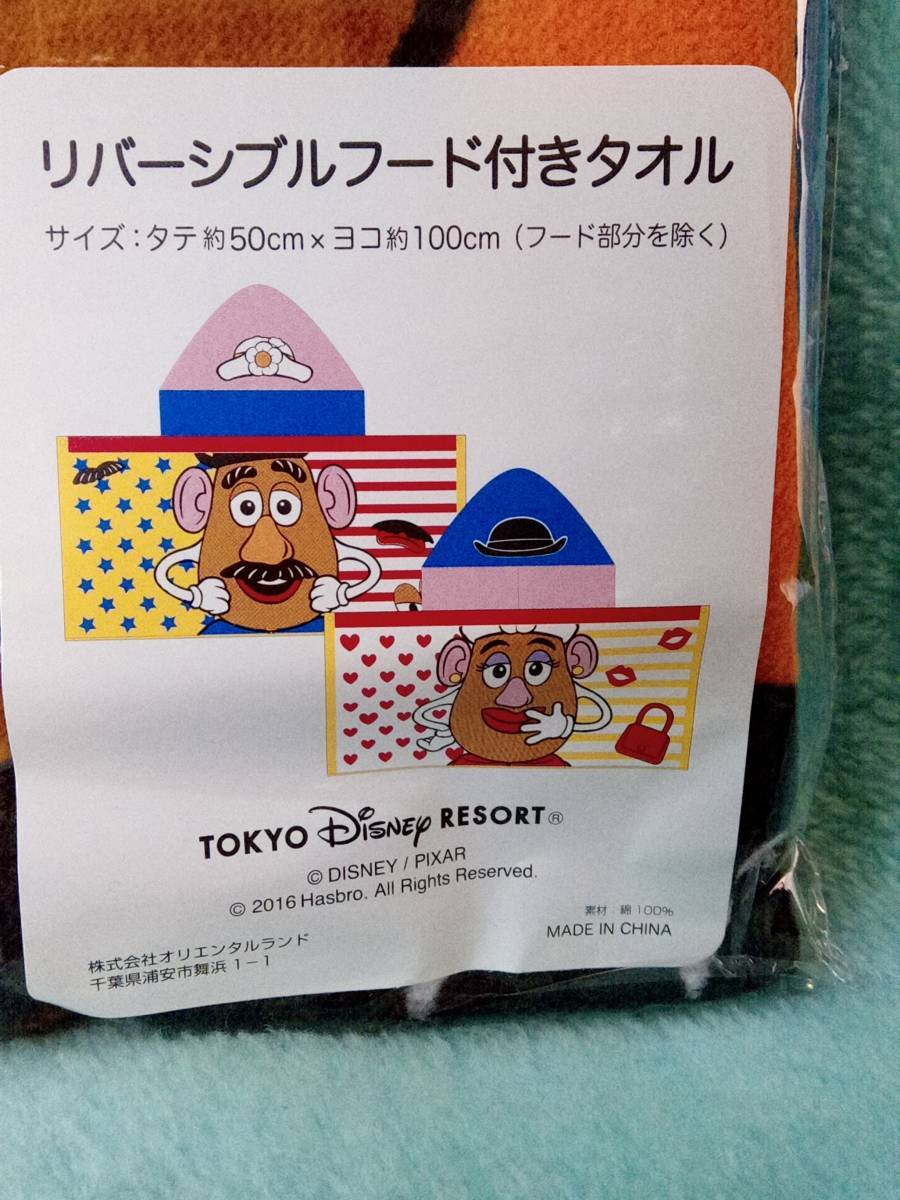 リバーシブルフード付きタオル
サイズ：タテ約50cm×ヨコ約100cm（フード部分を除く）
TOKYO Disney RESORT®
© DISNEY / PIXAR
© 2016 Hasbro. All Rights Reserved.
素材 綿 100%
MADE IN CHINA
株式会社オリエンタルランド
千葉県浦安市舞浜 1－1